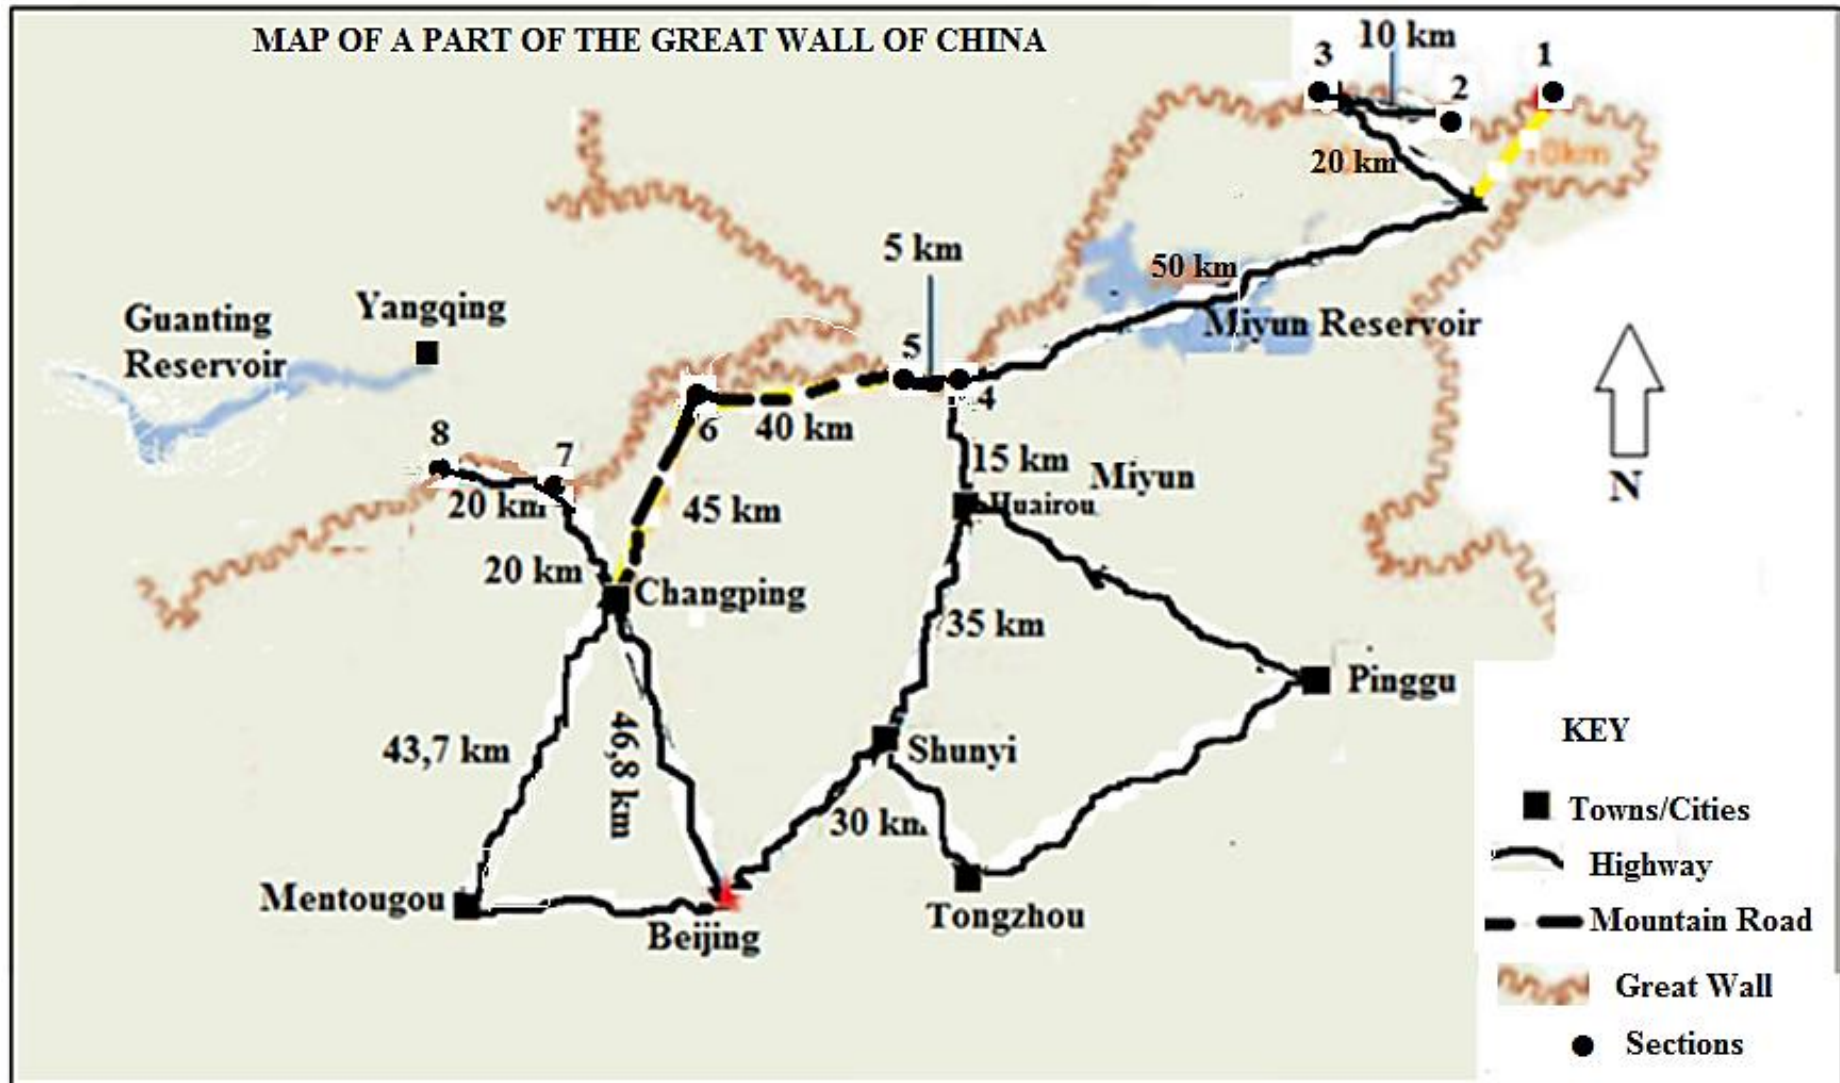 MAP OF A PART OF THE GREAT WALL OF CHINA
10 km
3
1
2
20 km
5 km
50 km
Guanting
Reservoir
Yangqing
Miyun Reservoir
5
4
6
40 km
8
7
15 km
Miyun
N
20 km
45 km
Huairou
20 km
Changping
35 km
Pinggu
43,7 km
46,8 km
Shunyi
KEY
30 km
Towns/Cities
Highway
Mentougou
Tongzhou
Beijing
Mountain Road
Great Wall
Sections